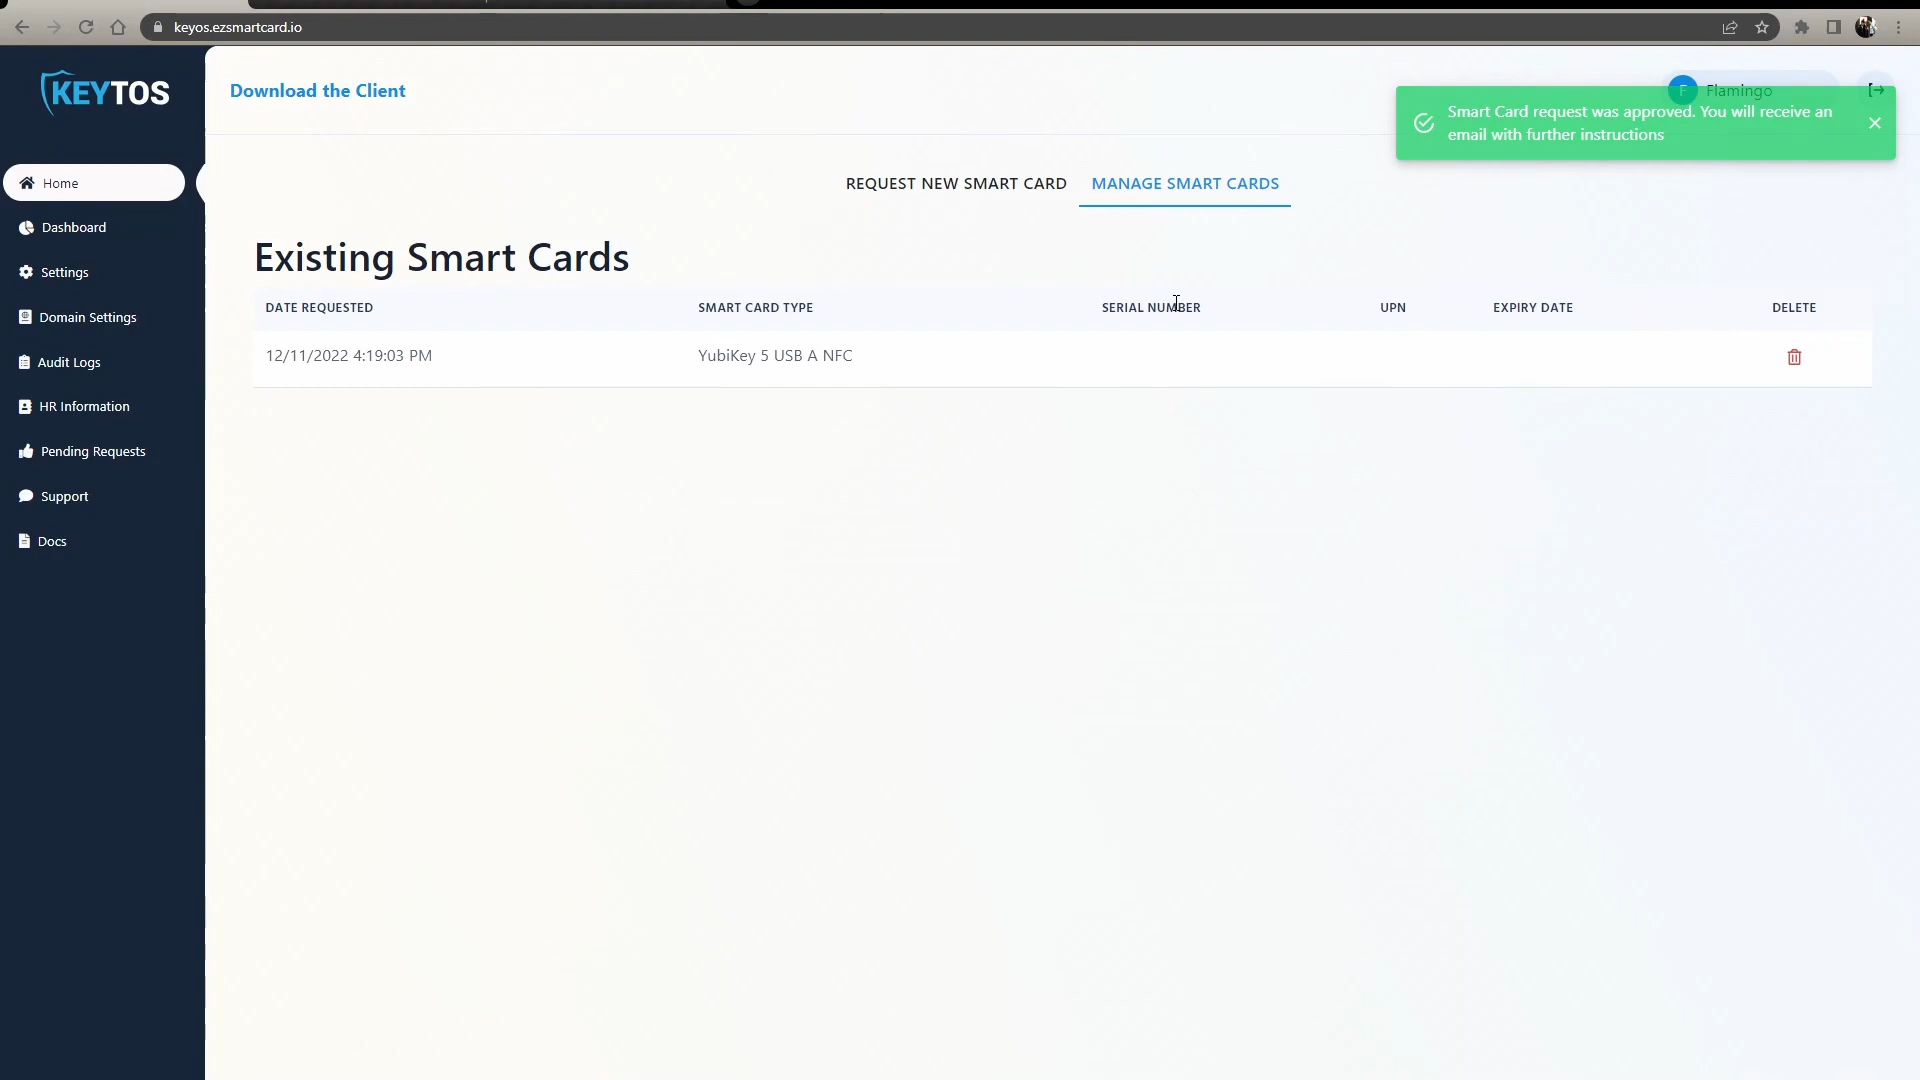 keyos.ezsmartcard.io
KEYTOS
Download the Client
F Flamingo
Smart Card request was approved. You will receive an
email with further instructions
Home
Dashboard
Settings
Domain Settings
Audit Logs
HR Information
Pending Requests
Support
Docs
REQUEST NEW SMART CARD MANAGE SMART CARDS
Existing Smart Cards
DATE REQUESTED SMART CARD TYPE SERIAL NUMBER UPN EXPIRY DATE DELETE
12/11/2022 4:19:03 PM YubiKey 5 USB A NFC